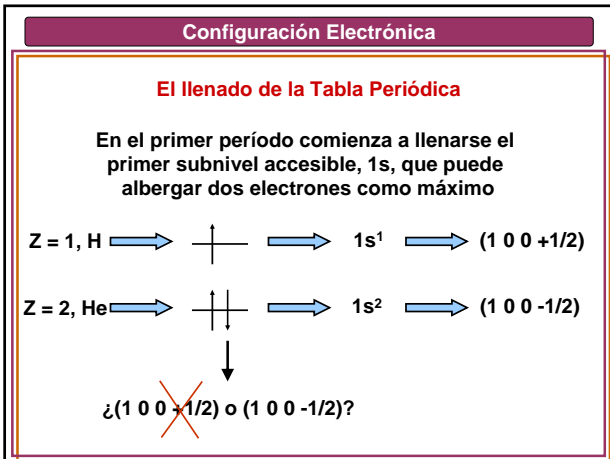 Configuración Electrónica
El llenado de la Tabla Periódica
En el primer período comienza a llenarse el
primer subnivel accesible, 1s, que puede
albergar dos electrones como máximo
Z = 1, H 1s¹ (1 0 0 +1/2)
Z = 2, He 1s² (1 0 0 -1/2)
¿(1 0 0 +1/2) o (1 0 0 -1/2)?